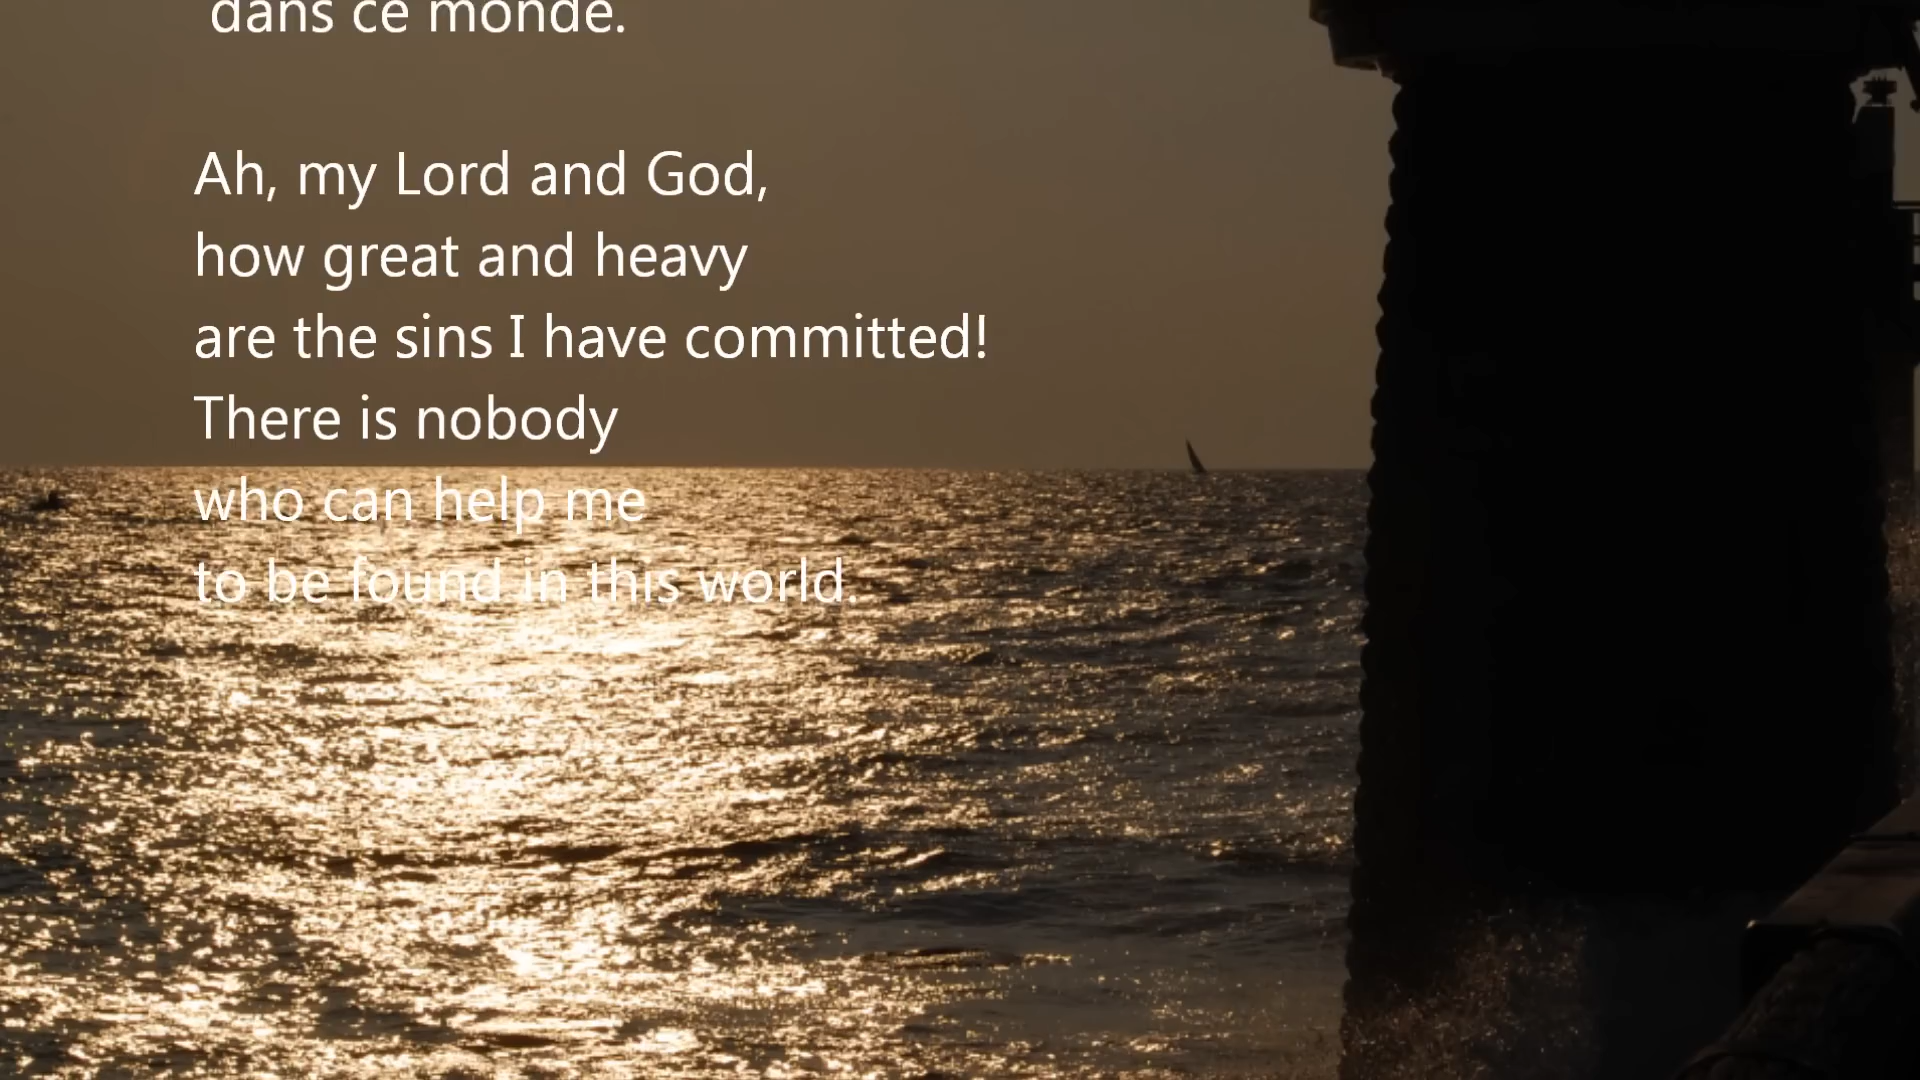 dans ce monde.
Ah, my Lord and God,
how great and heavy
are the sins I have committed!
There is nobody
who can help me
to be found in this world.